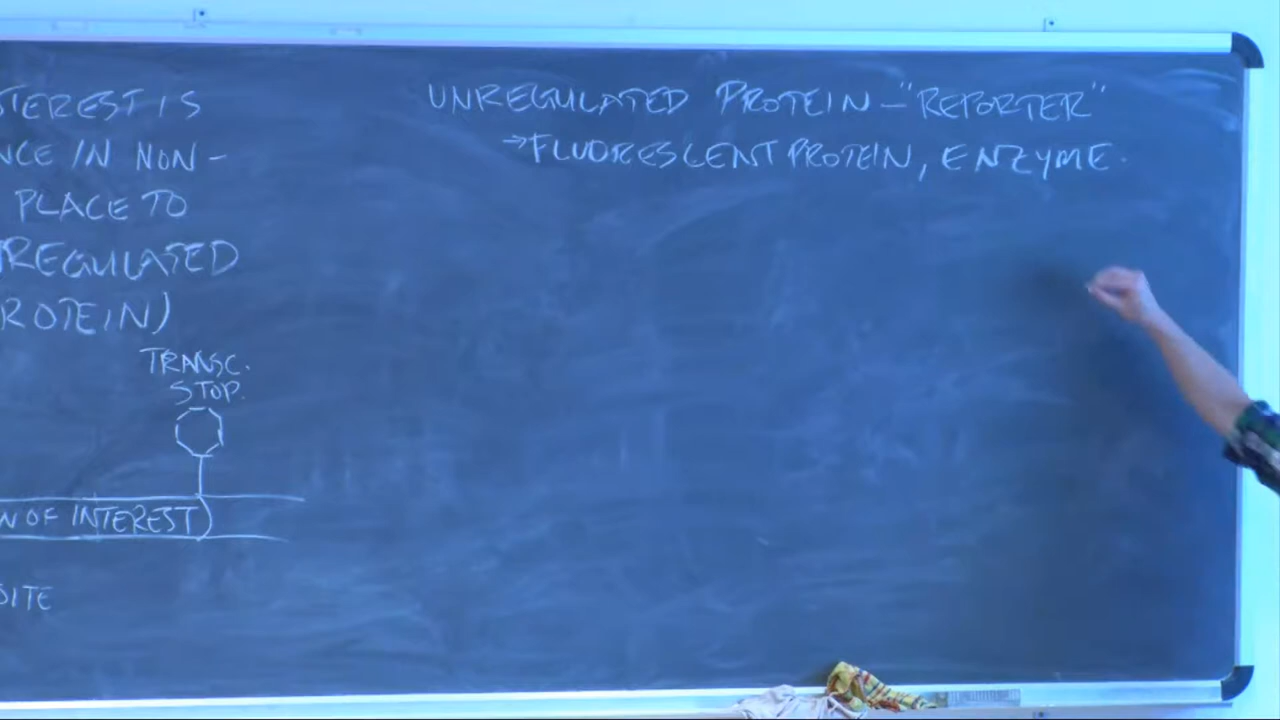 TEREST IS
NCE IN NON-
PLACE TO
REGULATED
ROTEIN)
TRANSC.
STOP.
N OF INTEREST)
SITE
UNREGULATED PROTEIN - "REPORTER"
→FLUORESCENT PROTEIN, ENZYME.